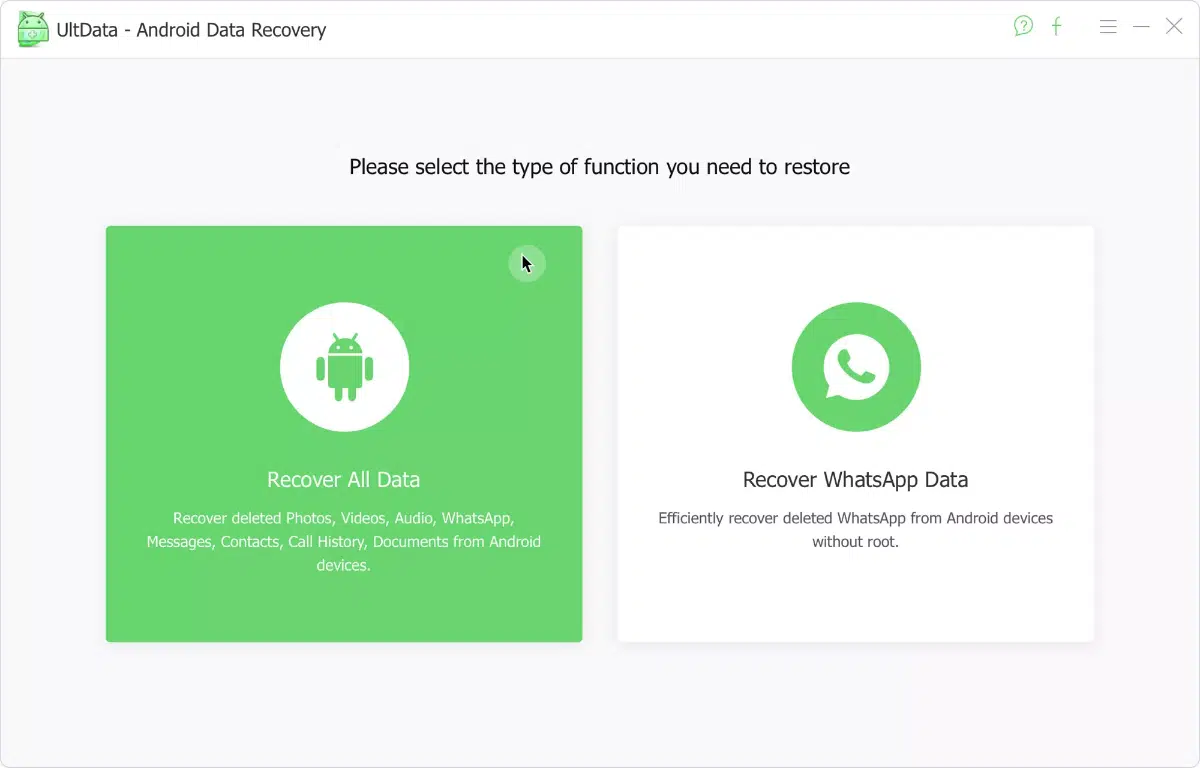 UltData - Android Data Recovery
Please select the type of function you need to restore
Recover All Data
Recover deleted Photos, Videos, Audio, WhatsApp,
Messages, Contacts, Call History, Documents from Android
devices.
Recover WhatsApp Data
Efficiently recover deleted WhatsApp from Android devices
without root.